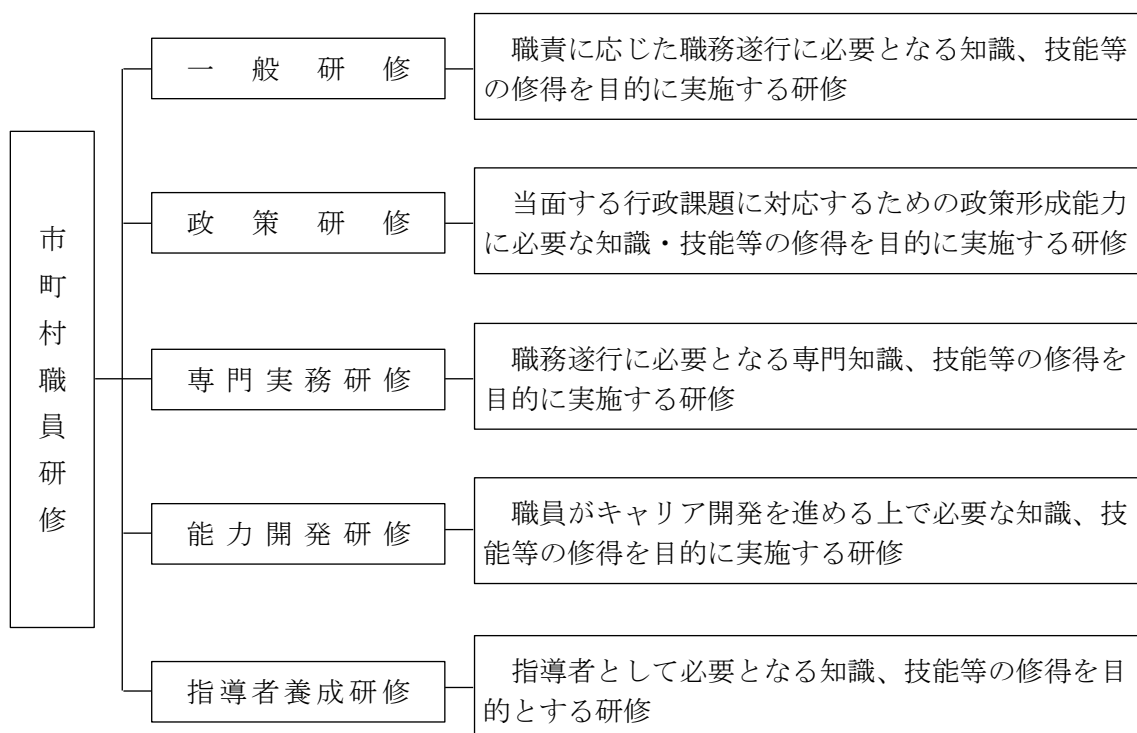 市町村職員研修
一般研修
職責に応じた職務遂行に必要となる知識、技能等
の修得を目的に実施する研修
政策研修
当面する行政課題に対応するための政策形成能力
に必要な知識・技能等の修得を目的に実施する研修
専門実務研修
職務遂行に必要となる専門知識、技能等の修得を
目的に実施する研修
能力開発研修
職員がキャリア開発を進める上で必要な知識、技
能等の修得を目的に実施する研修
指導者養成研修
指導者として必要となる知識、技能等の修得を目
的とする研修